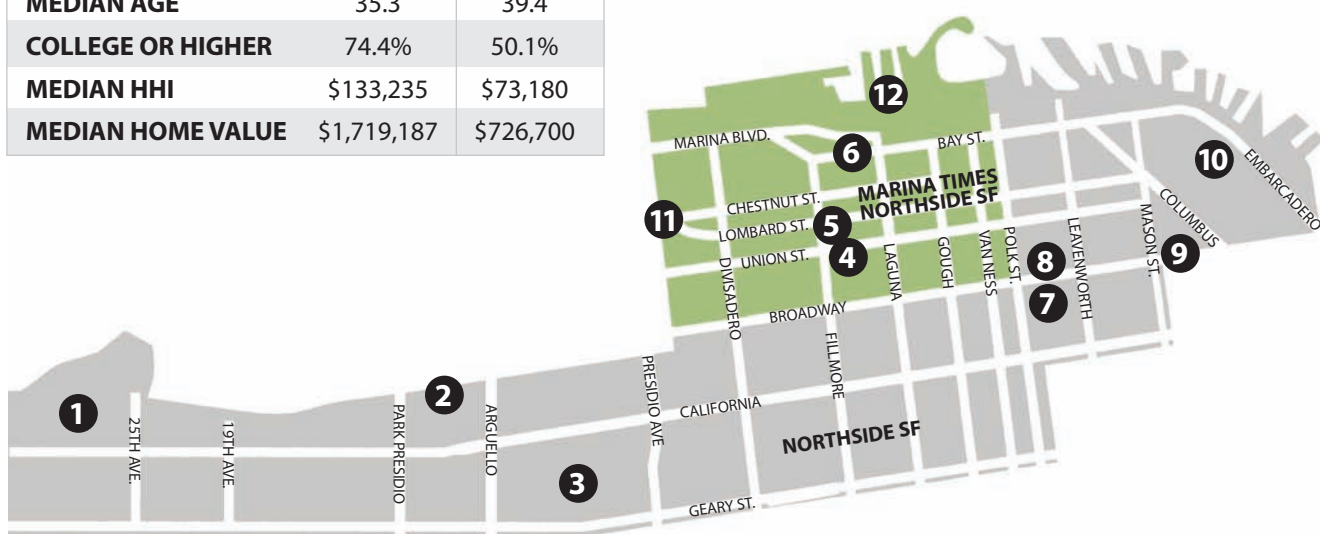 MEDIAN AGE 35.3 39.4
COLLEGE OR HIGHER 74.4% 50.1%
MEDIAN HHI $133,235 $73,180
MEDIAN HOME VALUE $1,719,187 $726,700
12
MARINA BLVD.
6
BAY ST.
10
EMBARCADERO
MARINA TIMES
NORTHSIDE SF
CHESTNUT ST.
11
LOMBARD ST.
5
COLUMBUS
UNION ST.
4
DIVISADERO
LAGUNA
GOUGH
VAN NESS
POLK ST.
8
LEAVENWORTH
MASON ST.
9
7
BROADWAY
FILLMORE
PRESIDIO AVE
2
1
25TH AVE.
19TH AVE.
PARK PRESIDIO
ARGUELLO
CALIFORNIA
NORTHSIDE SF
3
GEARY ST.